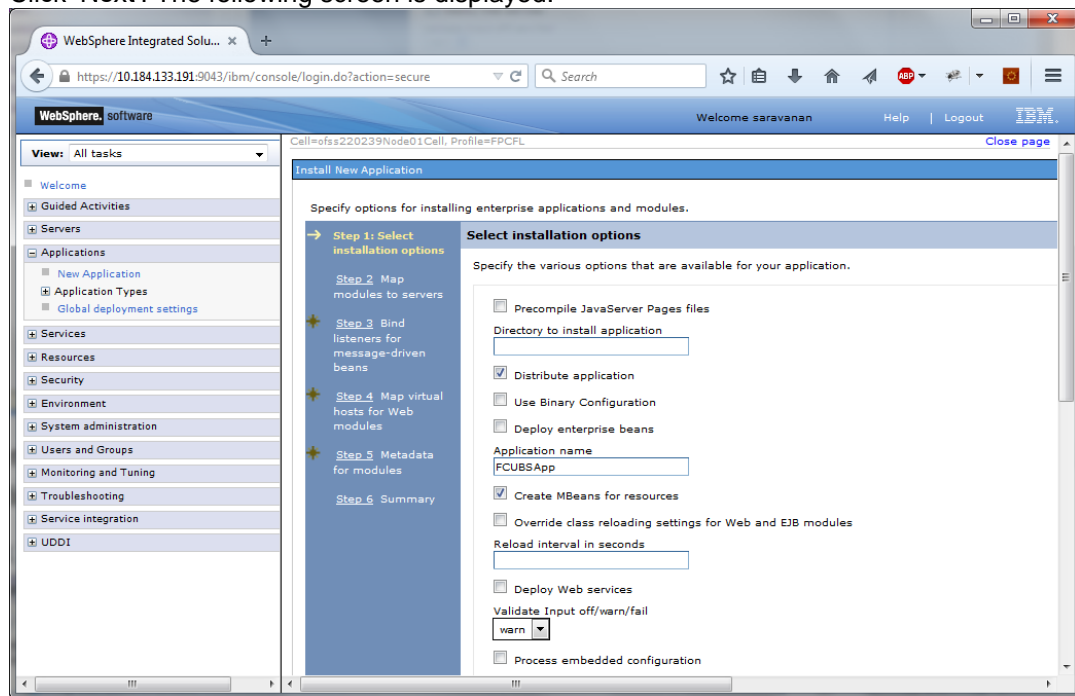 Click 'Next'. The following screen is displayed:
WebSphere Integrated Solu... × +
https://10.184.133.191:9043/ibm/console/login.do?action=secure
Search
ABP
WebSphere. software
Welcome saravanan
Help | Logout
IBM.
View: All tasks
Welcome
Guided Activities
Servers
Applications
New Application
Application Types
Global deployment settings
Services
Resources
Security
Environment
System administration
Users and Groups
Monitoring and Tuning
Troubleshooting
Service integration
UDDI
Cell=ofss220239Node01Cell, Profile=FPCFL
Close page
Install New Application
Specify options for installing enterprise applications and modules.
Step 1: Select
installation options
Step 2 Map
modules to servers
Step 3 Bind
listeners for
message-driven
beans
Step 4 Map virtual
hosts for Web
modules
Step 5 Metadata
for modules
Step 6 Summary
Select installation options
Specify the various options that are available for your application.
Precompile JavaServer Pages files
Directory to install application
Distribute application
Use Binary Configuration
Deploy enterprise beans
Application name
FCUBSApp
Create MBeans for resources
Override class reloading settings for Web and EJB modules
Reload interval in seconds
Deploy Web services
Validate Input off/warn/fail
warn
Process embedded configuration